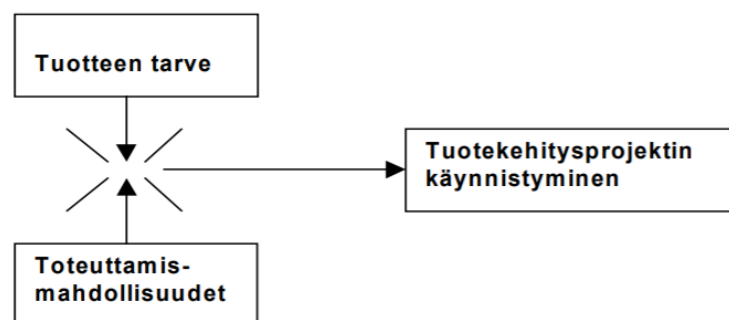 Tuotteen tarve
Tuotekehitysprojektin
käynnistyminen
Toteuttamis-
mahdollisuudet